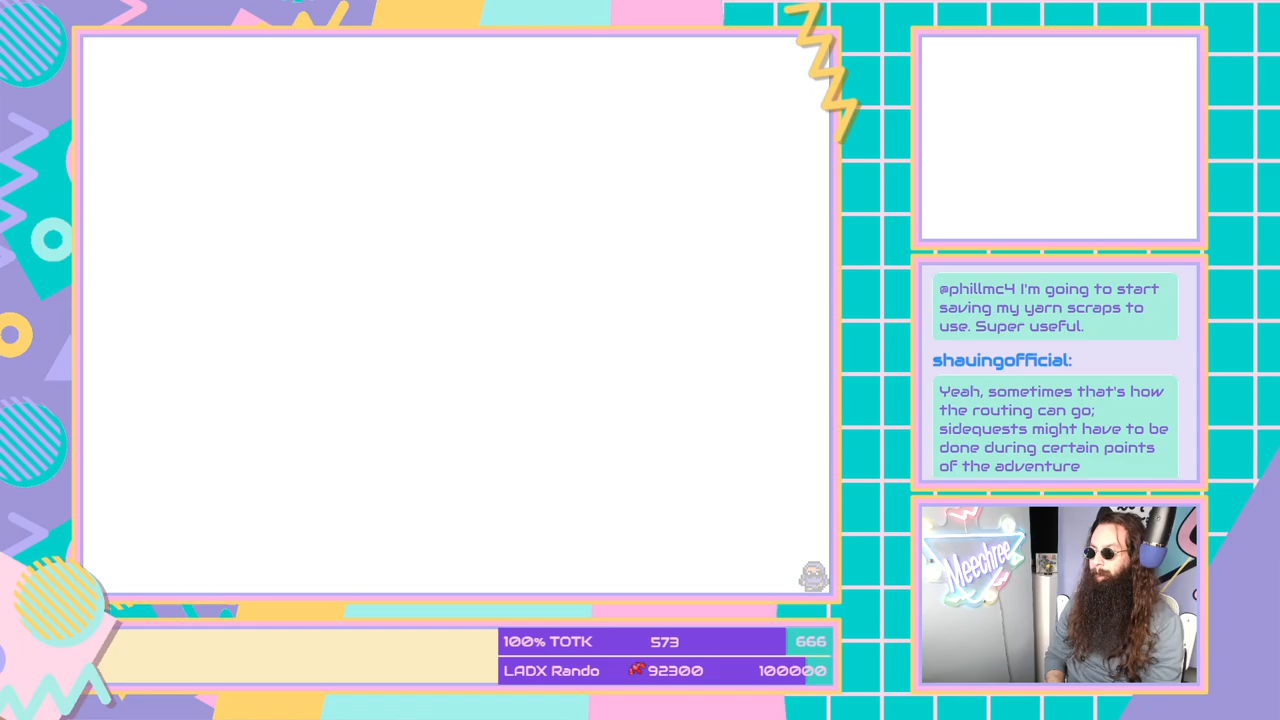 @phillmc4 I'm going to start
saving my yarn scraps to
use. Super useful.
shauingofficial:
Yeah, sometimes that's how
the routing can go;
sidequests might have to be
done during certain points
of the adventure
Meechree
100% TOTK 573 666
LADX Rando 92300 100000